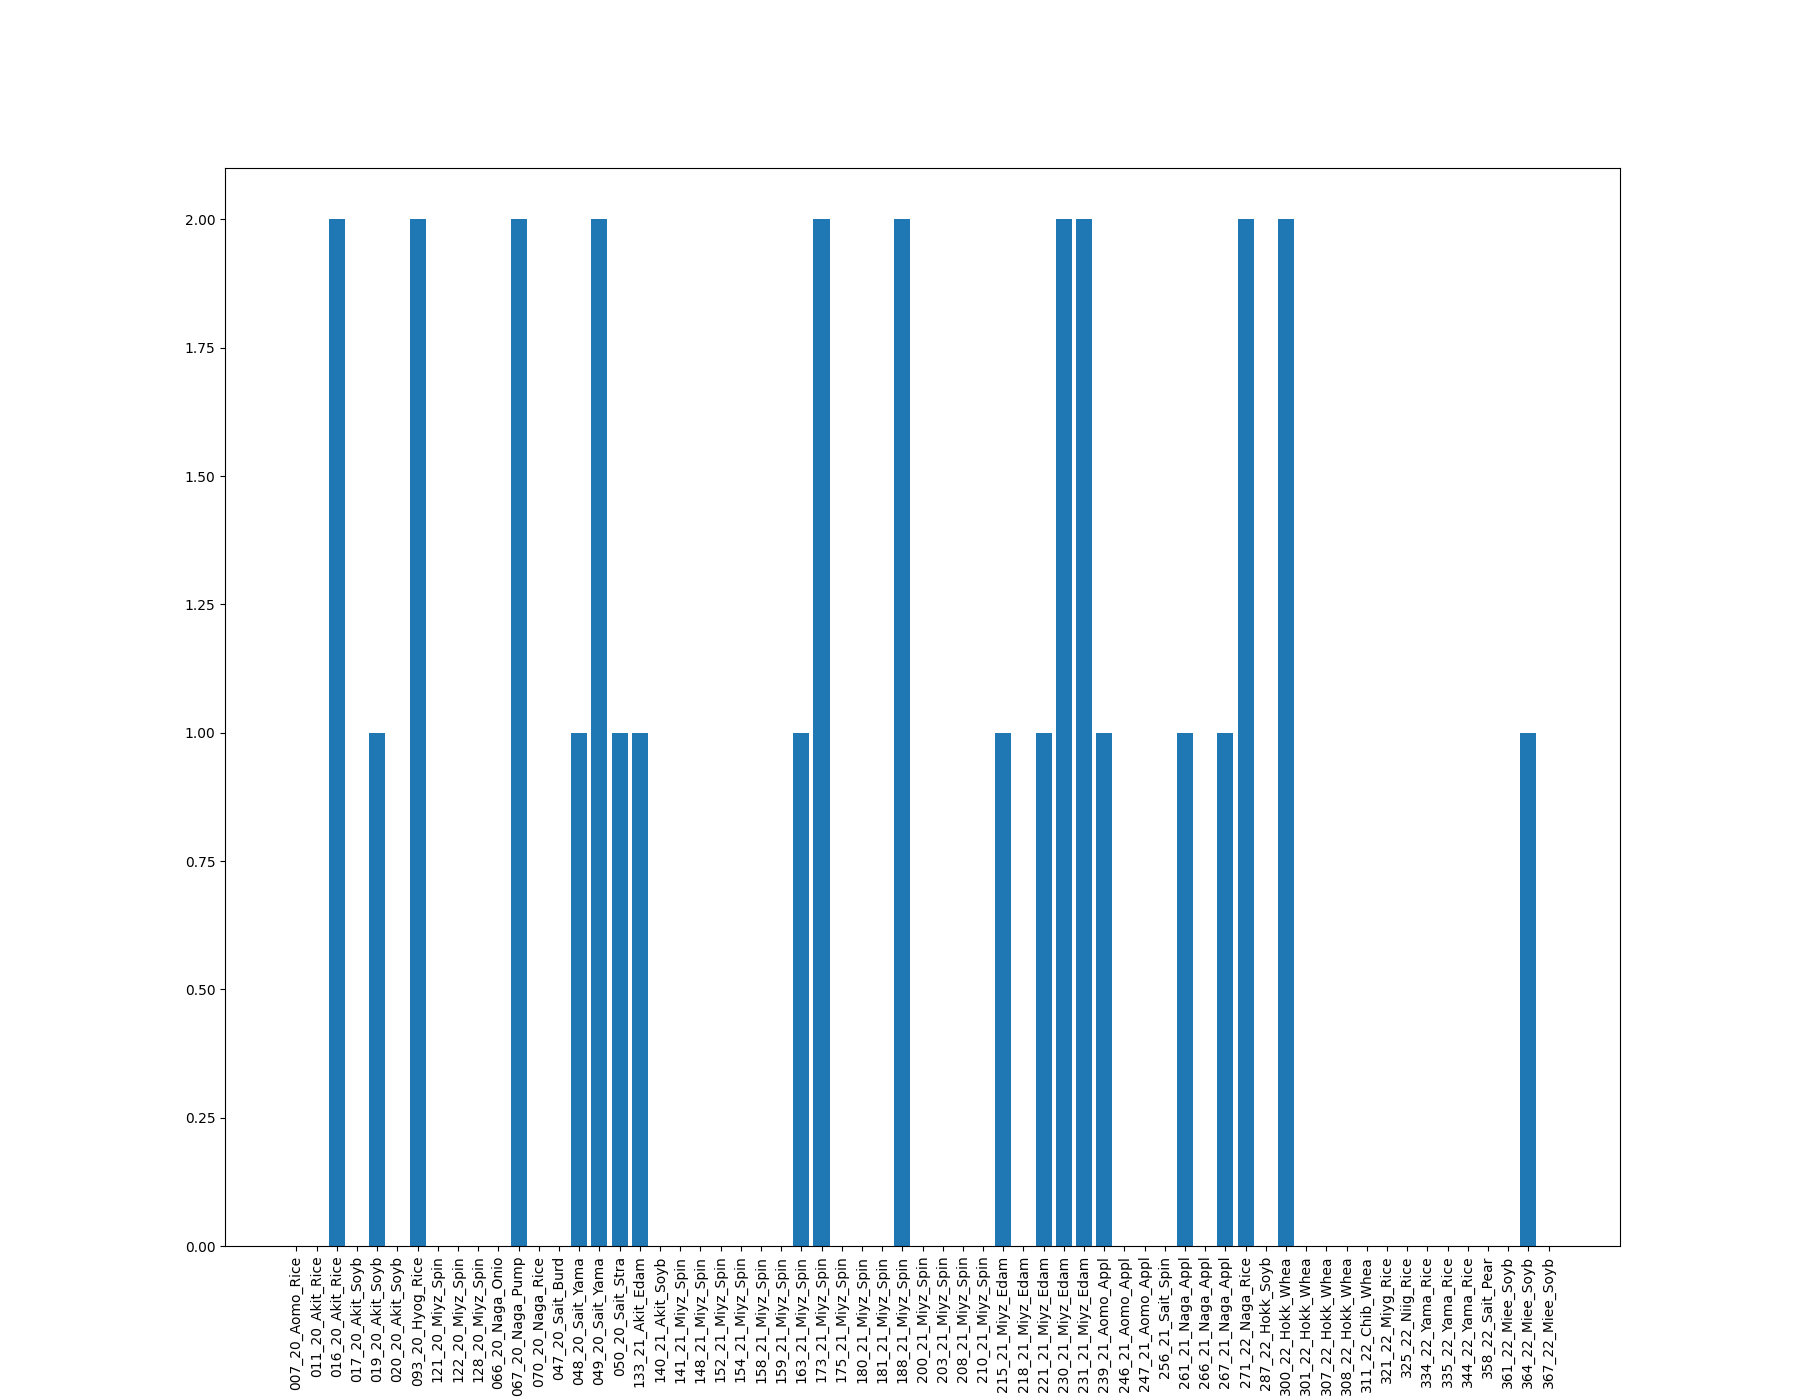 2.00
1.75
1.50
1.25
1.00
0.75
0.50
0.25
0.00
007_20_Aomo_Rice
011_20_Akit_Rice
016_20_Akit_Rice
017_20_Akit_Soyb
019_20_Akit_Soyb
020_20_Akit_Soyb
093_20_Hyog_Rice
121_20_Miyz_Spin
122_20_Miyz_Spin
128_20_Miyz_Spin
066_20_Naga_Onio
067_20_Naga_Pump
070_20_Naga_Rice
047_20_Sait_Burd
048_20_Sait_Yama
049_20_Sait_Yama
050_20_Sait_Stra
133_21_Akit_Edam
140_21_Akit_Soyb
141_21_Miyz_Spin
148_21_Miyz_Spin
152_21_Miyz_Spin
154_21_Miyz_Spin
158_21_Miyz_Spin
159_21_Miyz_Spin
163_21_Miyz_Spin
173_21_Miyz_Spin
175_21_Miyz_Spin
180_21_Miyz_Spin
181_21_Miyz_Spin
188_21_Miyz_Spin
200_21_Miyz_Spin
203_21_Miyz_Spin
208_21_Miyz_Spin
210_21_Miyz_Spin
215_21_Miyz_Edam
218_21_Miyz_Edam
221_21_Miyz_Edam
230_21_Miyz_Edam
231_21_Miyz_Edam
239_21_Aomo_Appl
246_21_Aomo_Appl
247_21_Aomo_Appl
256_21_Sait_Spin
261_21_Naga_Appl
266_21_Naga_Appl
267_21_Naga_Appl
271_22_Naga_Rice
287_22_Hokk_Soyb
300_22_Hokk_Whea
301_22_Hokk_Whea
307_22_Hokk_Whea
308_22_Hokk_Whea
311_22_Chib_Whea
321_22_Miyg_Rice
325_22_Niig_Rice
334_22_Yama_Rice
335_22_Yama_Rice
344_22_Yama_Rice
358_22_Sait_Pear
361_22_Miee_Soyb
364_22_Miee_Soyb
367_22_Miee_Soyb